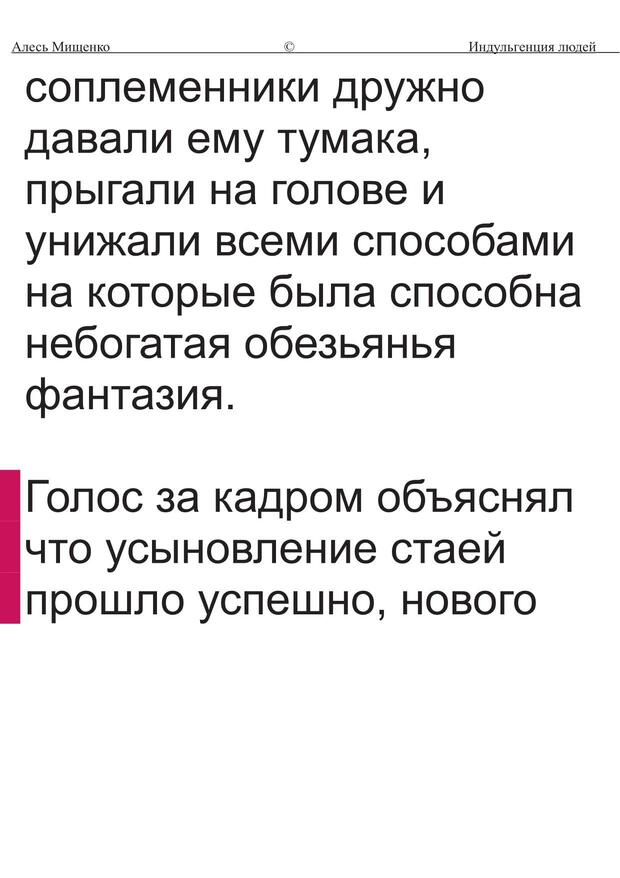 Алесь Мищенко © Индульгенция людей
соплеменники дружно
давали ему тумака,
прыгали на голове и
унижали всеми способами
на которые была способна
небогатая обезьянья
фантазия.
Голос за кадром объяснял
что усыновление стаей
прошло успешно, нового